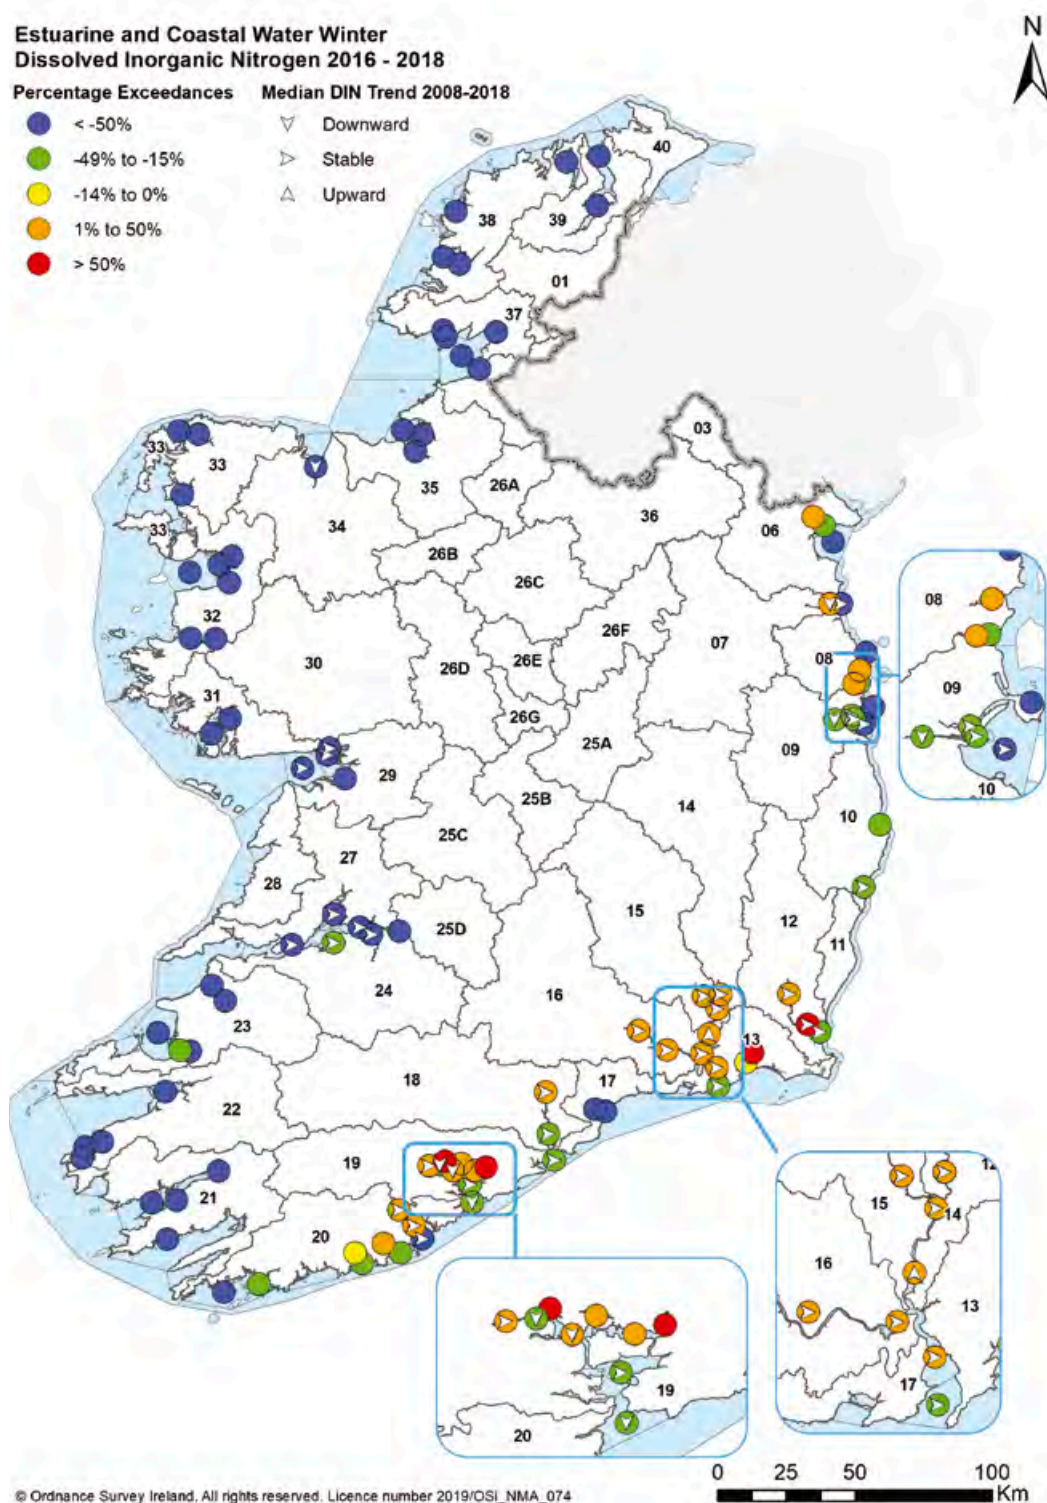 Estuarine and Coastal Water Winter
Dissolved Inorganic Nitrogen 2016 - 2018
Percentage Exceedances
< -50%
-49% to -15%
-14% to 0%
1% to 50%
> 50%
Median DIN Trend 2008-2018
Downward
Stable
Upward
N
40
38
39
01
37
03
33
33
33
35
26A
36
06
34
26B
26C
32
26F
07
30
26D
26E
08
31
26G
09
25A
29
25B
14
10
25C
27
28
15
12
25D
11
24
16
23
13
18
17
22
19
21
20
08
09
10
15
12
14
16
13
17
19
20
0 25 50 100
Km
© Ordnance Survey Ireland. All rights reserved. Licence number 2019/OSi_NMA_074